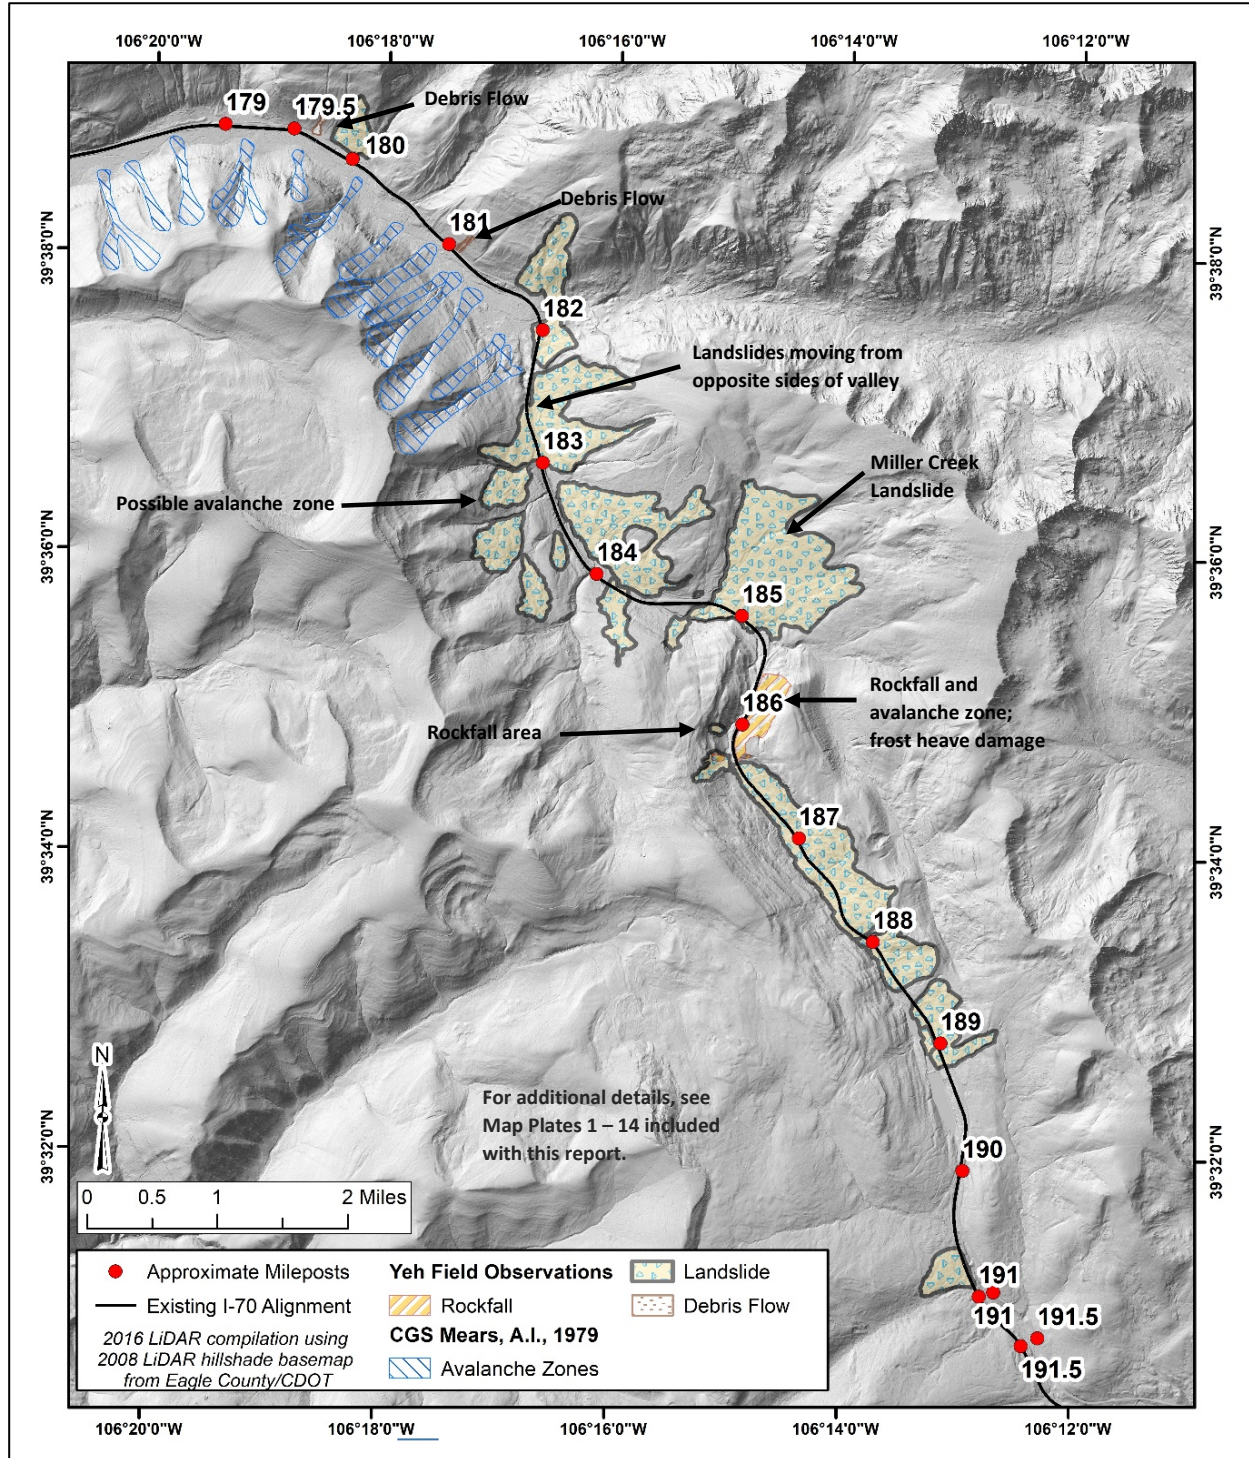 106°20'0"W 106°18'0"W 106°16'0"W 106°14'0"W 106°12'0"W
179
179.5
Debris Flow
180
Debris Flow
181
39°38'0"N
39°38'0"N
182
Landslides moving from
opposite sides of valley
183
Miller Creek
Landslide
Possible avalanche zone
39°36'0"N
39°36'0"N
184
185
Rockfall and
avalanche zone;
frost heave damage
186
Rockfall area
187
39°34'0"N
39°34'0"N
188
189
N
For additional details, see
Map Plates 1 – 14 included
with this report.
39°32'0"N
39°32'0"N
190
0 0.5 1 2 Miles
Approximate Mileposts
Existing I-70 Alignment
2016 LiDAR compilation using
2008 LiDAR hillshade basemap
from Eagle County/CDOT
Yeh Field Observations
Rockfall
CGS Mears, A.I., 1979
Avalanche Zones
Landslide
Debris Flow
191
191
191.5
191.5
106°20'0"W 106°18'0"W 106°16'0"W 106°14'0"W 106°12'0"W